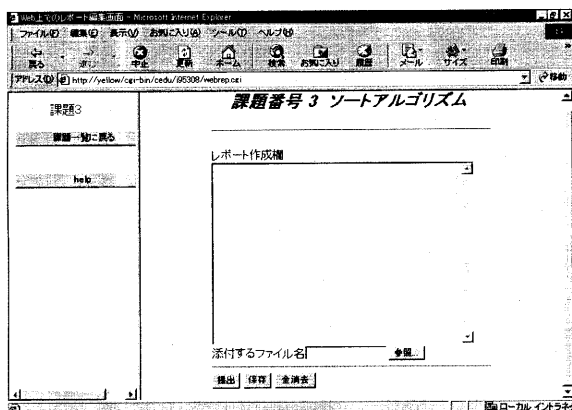 Web上でのレポート編集画面 - Microsoft Internet Explorer
ファイル(F) 編集(E) 表示(V) お気に入り(A) ツール(T) ヘルプ(H)
戻る 中止 更新 ホーム 検索 お気に入り 履歴 メール サイズ 印刷
アドレス(D) http://yellow/cgi-bin/cedu/i95308/webrep.cgi 移動
課題3
課題一覧に戻る
help
課題番号 3 ソートアルゴリズム
レポート作成欄
添付するファイル名 参照...
提出 保存 全消去
ローカル イントラネ